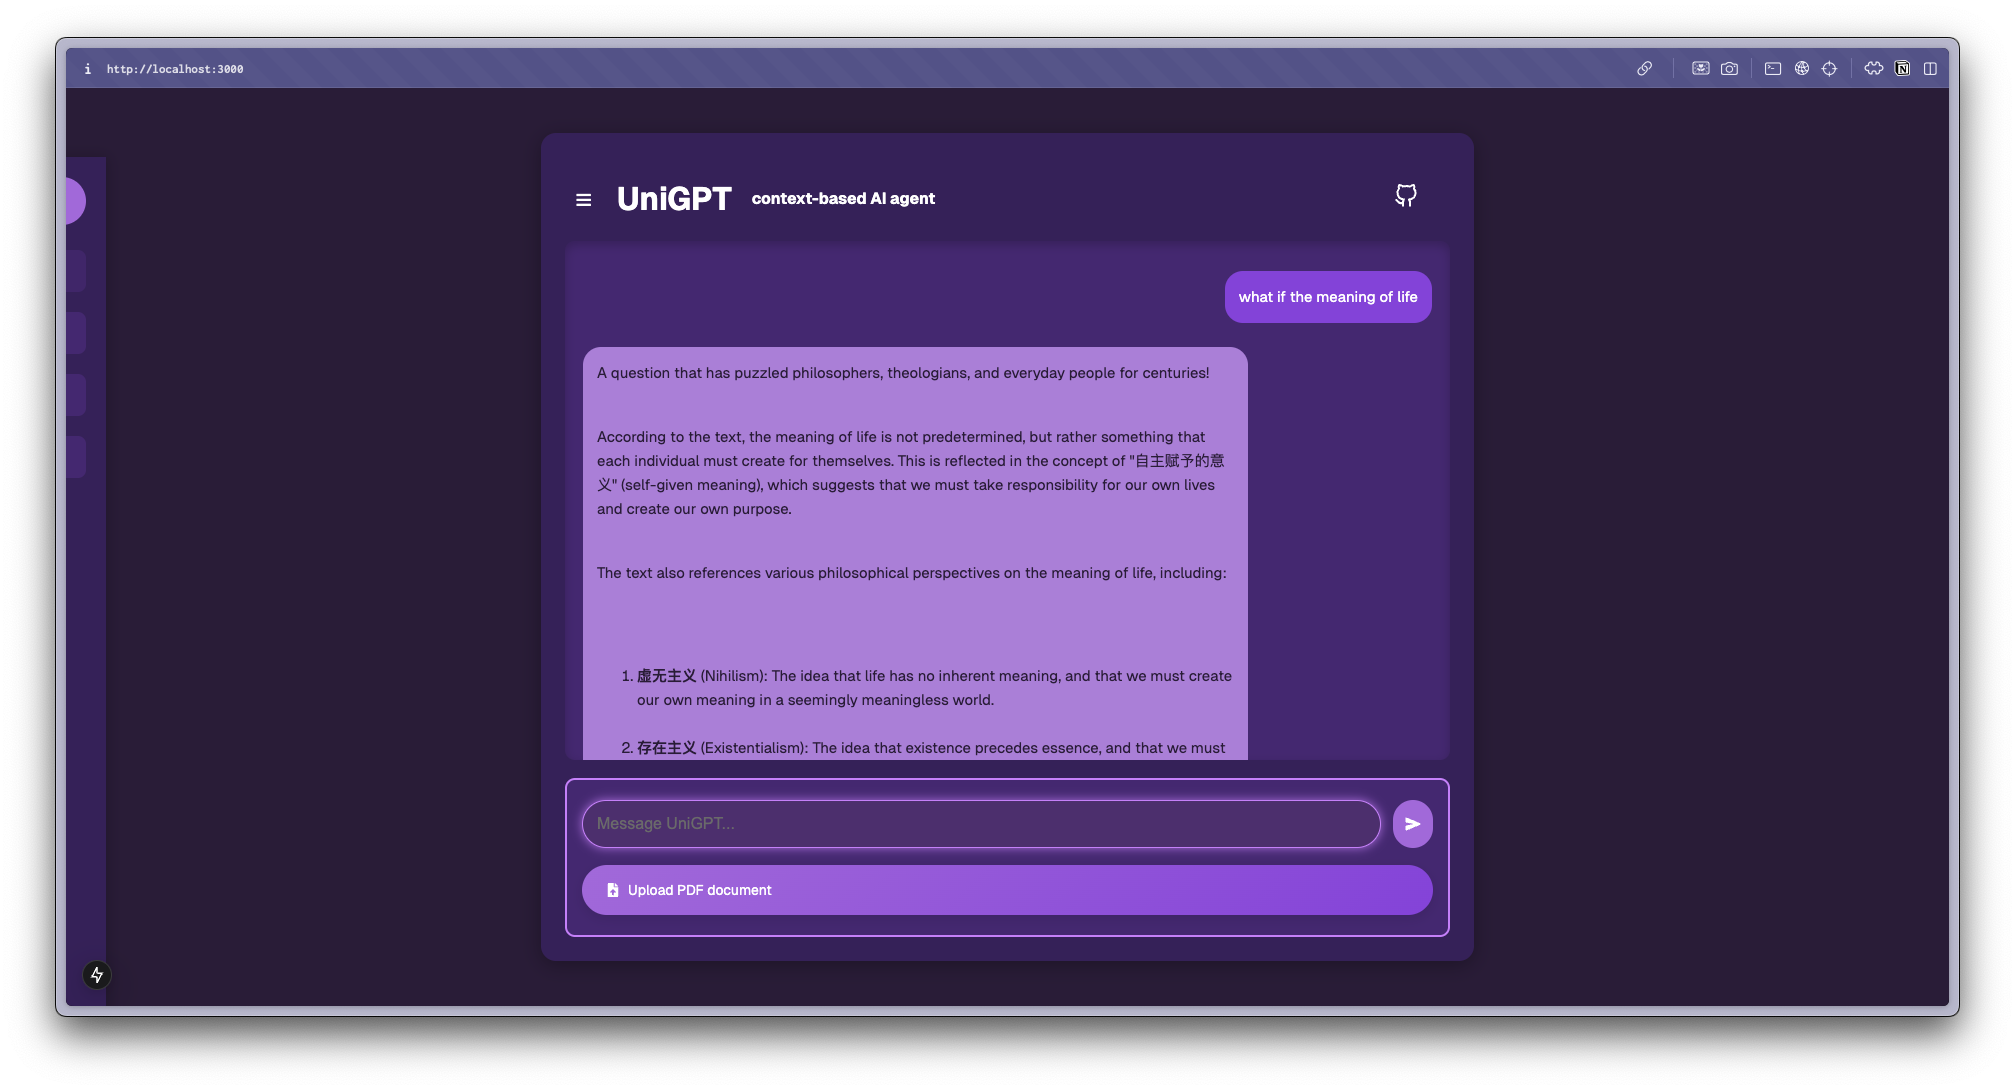 i http://localhost:3000
UniGPT context-based AI agent
what if the meaning of life
A question that has puzzled philosophers, theologians, and everyday people for centuries!
According to the text, the meaning of life is not predetermined, but rather something that
each individual must create for themselves. This is reflected in the concept of "自主赋予的意
义" (self-given meaning), which suggests that we must take responsibility for our own lives
and create our own purpose.
The text also references various philosophical perspectives on the meaning of life, including:
1. 虚无主义 (Nihilism): The idea that life has no inherent meaning, and that we must create
our own meaning in a seemingly meaningless world.
2. 存在主义 (Existentialism): The idea that existence precedes essence, and that we must
Message UniGPT...
Upload PDF document